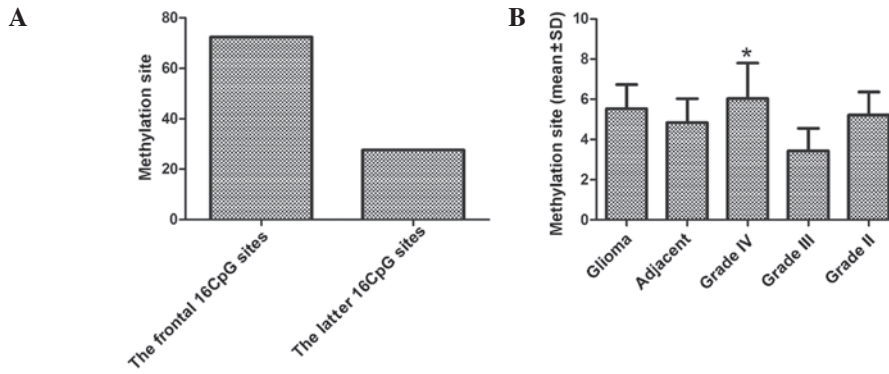 A
Methylation site
80
60
40
20
0
The frontal 16CpG sites
The latter 16CpG sites
B
Methylation site (mean±SD)
10
8
6
4
2
0
*
Glioma
Adjacent
Grade IV
Grade III
Grade II